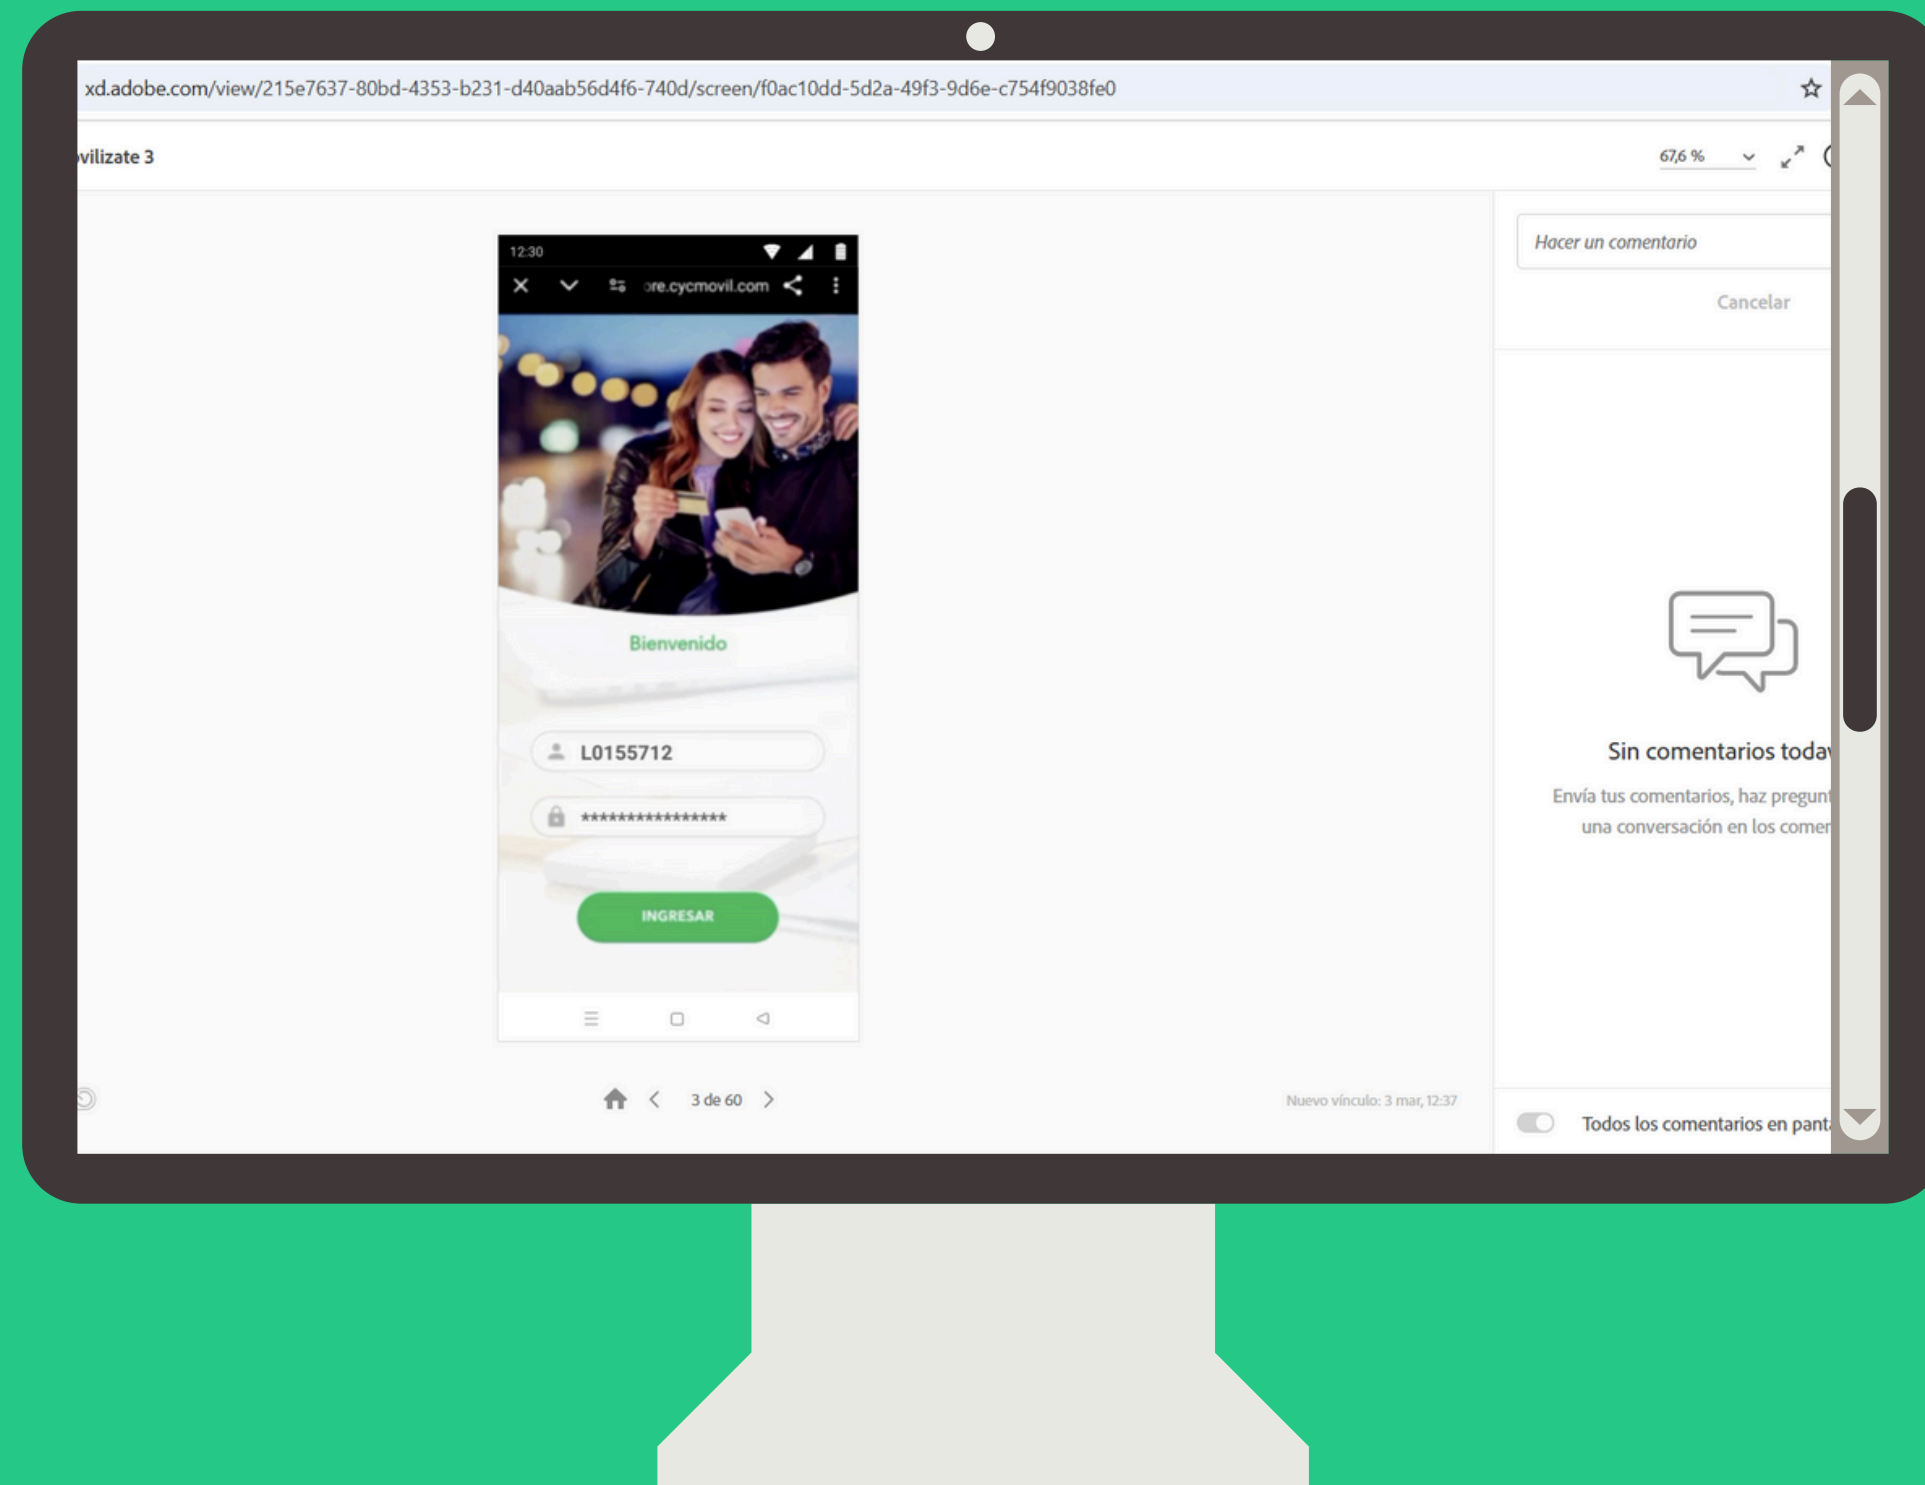 xd.adobe.com/view/215e7637-80bd-4353-b231-d40aab56d4f6-740d/screen/f0ac10dd-5d2a-49f3-9d6e-c754f9038fe0
vilizate 3
67,6 %
12:30
ore.cycmovil.com
Bienvenido
L0155712
****************
INGRESAR
3 de 60
Nuevo vínculo: 3 mar, 12:37
Hacer un comentario
Cancelar
Sin comentarios toda
Envía tus comentarios, haz pregunt
una conversación en los comer
Todos los comentarios en pant